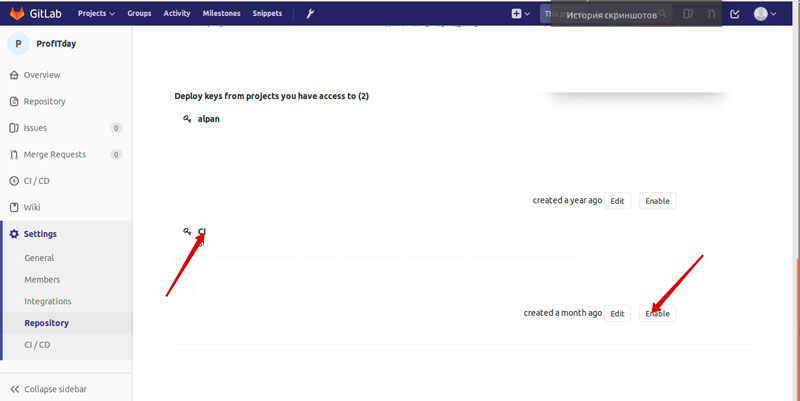 GitLab Projects Groups Activity Milestones Snippets This История скриншотов
P ProfITday
Overview
Repository
Issues 0
Merge Requests 0
CI / CD
Wiki
Settings
General
Members
Integrations
Repository
CI / CD
Collapse sidebar
Deploy keys from projects you have access to (2)
alpan
created a year ago Edit Enable
CI
created a month ago Edit Enable